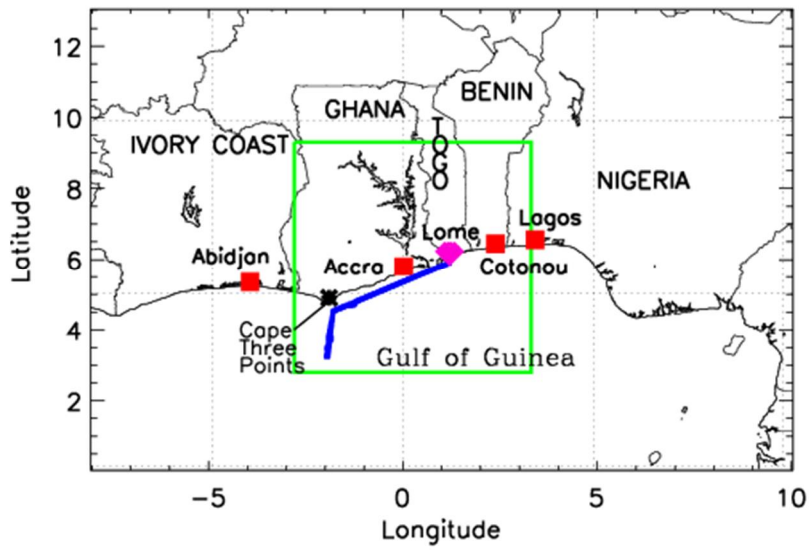 12
10
8
6
4
2
Latitude
BENIN
GHANA
IVORY COAST
TOGO
NIGERIA
Lagos
Lome
Abidjan
Accra
Cotonou
Cape
Three
Points
Gulf of Guinea
−5
0
5
10
Longitude